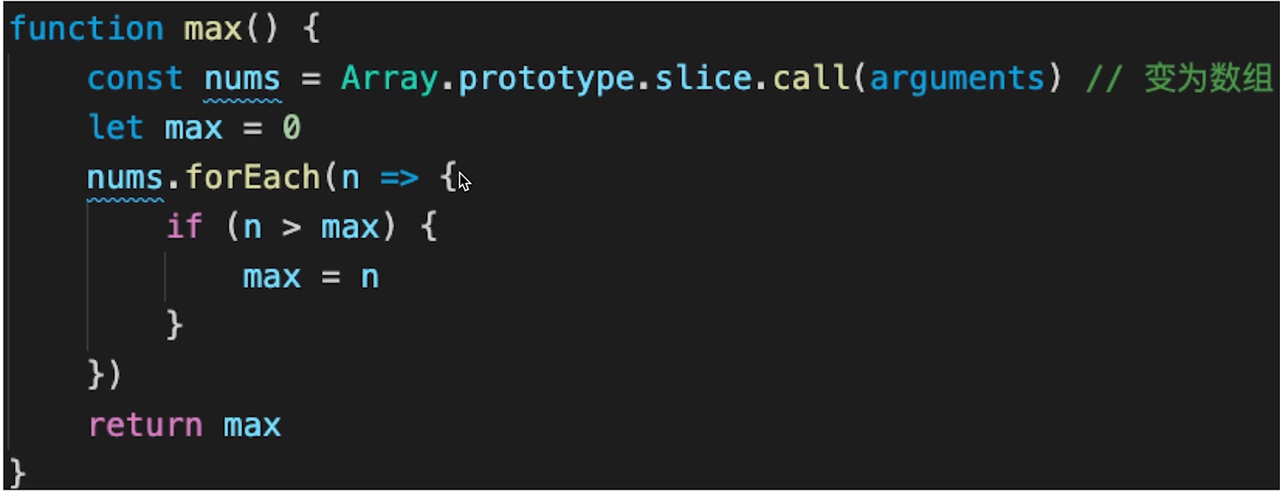 function max() {
    const nums = Array.prototype.slice.call(arguments) // 变为数组
    let max = 0
    nums.forEach(n => {
        if (n > max) {
            max = n
        }
    })
    return max
}